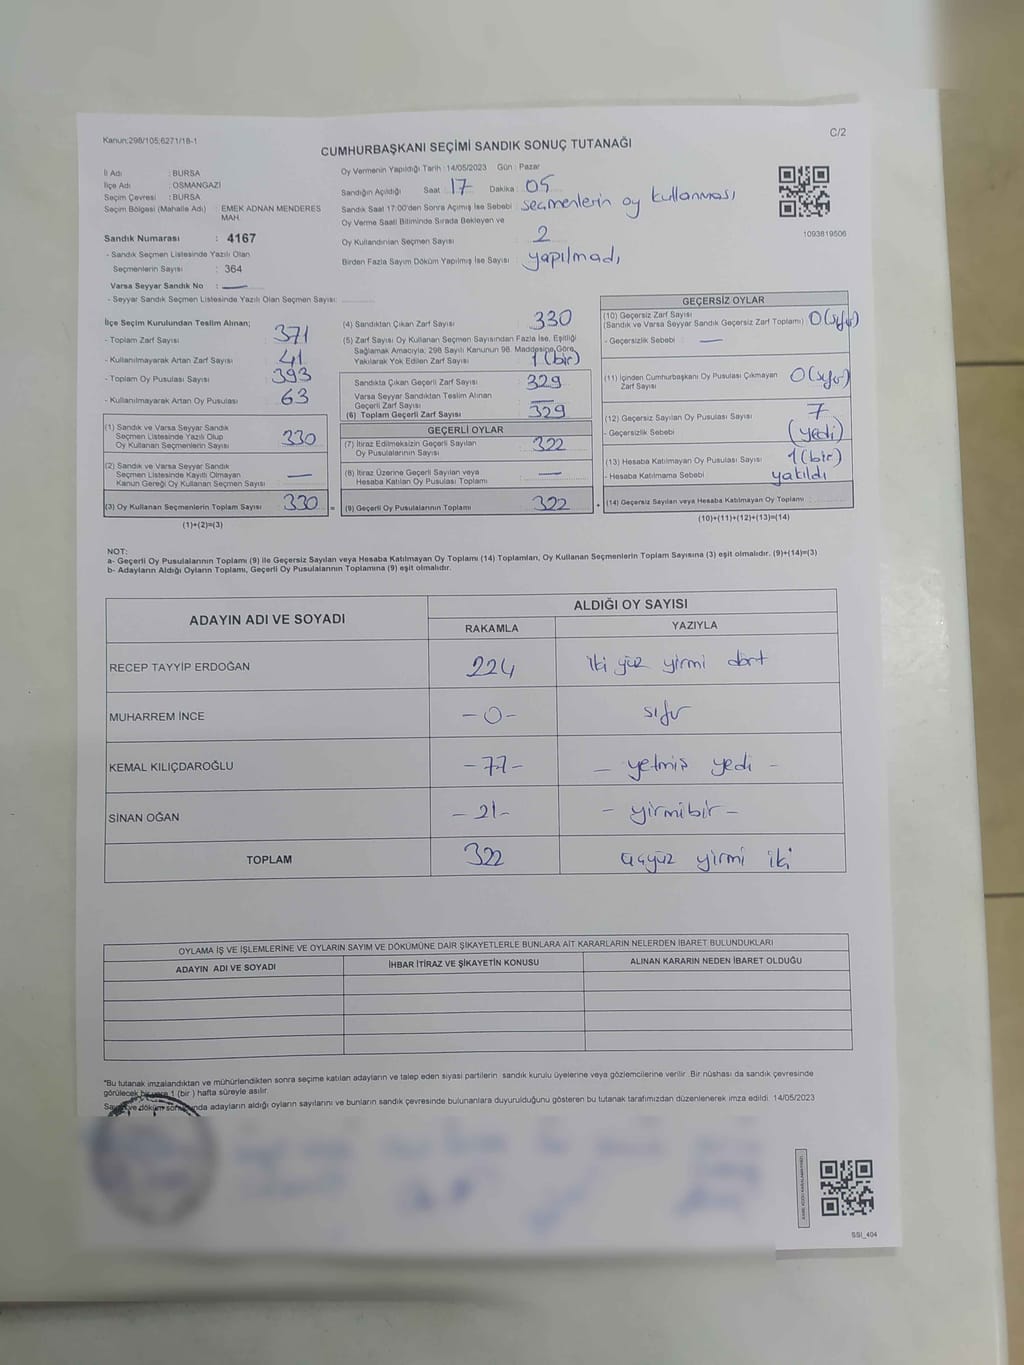 Kanun:298/105;6271/18-1
C/2
CUMHURBAŞKANI SEÇİMİ SANDIK SONUÇ TUTANAĞI
İl Adı : BURSA
İlçe Adı : OSMANGAZİ
Seçim Çevresi : BURSA
Seçim Bölgesi (Mahalle Adı) : EMEK ADNAN MENDERES MAH.
Sandık Numarası : 4167
- Sandık Seçmen Listesinde Yazılı Olan
Seçmenlerin Sayısı : 364
Varsa Seyyar Sandık No : —
- Seyyar Sandık Seçmen Listesinde Yazılı Olan Seçmen Sayısı:
Oy Vermenin Yapıldığı Tarih : 14/05/2023 Gün : Pazar
Sandığın Açıldığı Saat : 17 Dakika : 05
Sandık Saat 17:00'den Sonra Açılmış İse Sebebi : seçmenlerin oy kullanması
Oy Verme Saati Bitiminde Sırada Bekleyen ve
Oy Kullandırılan Seçmen Sayısı : 2
Birden Fazla Sayım Döküm Yapılmış İse Sayısı : yapılmadı
1093819506
İlçe Seçim Kurulundan Teslim Alınan;
- Toplam Zarf Sayısı : 371
- Kullanılmayarak Artan Zarf Sayısı : 41
- Toplam Oy Pusulası Sayısı : 393
- Kullanılmayarak Artan Oy Pusulası : 63
(1) Sandık ve Varsa Seyyar Sandık
Seçmen Listesinde Yazılı Olup
Oy Kullanan Seçmenlerin Sayısı 330
(2) Sandık ve Varsa Seyyar Sandık
Seçmen Listesinde Kayıtlı Olmayan
Kanun Gereği Oy Kullanan Seçmen Sayısı —
(3) Oy Kullanan Seçmenlerin Toplam Sayısı 330
(1)+(2)=(3)
(4) Sandıktan Çıkan Zarf Sayısı 330
(5) Zarf Sayısı Oy Kullanan Seçmen Sayısından Fazla İse, Eşitliği
Sağlamak Amacıyla; 298 Sayılı Kanunun 98. Maddesine Göre
Yakılarak Yok Edilen Zarf Sayısı 1 (bir)
Sandıkta Çıkan Geçerli Zarf Sayısı 329
Varsa Seyyar Sandıktan Teslim Alınan
Geçerli Zarf Sayısı —
(6) Toplam Geçerli Zarf Sayısı 329
GEÇERLİ OYLAR
(7) İtiraz Edilmeksizin Geçerli Sayılan
Oy Pusulalarının Sayısı 322
(8) İtiraz Üzerine Geçerli Sayılan veya
Hesaba Katılan Oy Pusulası Toplamı —
= (9) Geçerli Oy Pusulalarının Toplamı 322
GEÇERSİZ OYLAR
(10) Geçersiz Zarf Sayısı
(Sandık ve Varsa Seyyar Sandık Geçersiz Zarf Toplamı) 0 (sıfır)
- Geçersizlik Sebebi : —
(11) İçinden Cumhurbaşkanı Oy Pusulası Çıkmayan
Zarf Sayısı 0 (sıfır)
(12) Geçersiz Sayılan Oy Pusulası Sayısı 7
- Geçersizlik Sebebi : (yedi)
(13) Hesaba Katılmayan Oy Pusulası Sayısı 1 (bir)
- Hesaba Katılmama Sebebi : yakıldı
+ (14) Geçersiz Sayılan veya Hesaba Katılmayan Oy Toplamı :
(10)+(11)+(12)+(13)=(14)
NOT:
a- Geçerli Oy Pusulalarının Toplamı (9) ile Geçersiz Sayılan veya Hesaba Katılmayan Oy Toplamı (14) Toplamları, Oy Kullanan Seçmenlerin Toplam Sayısına (3) eşit olmalıdır. (9)+(14)=(3)
b- Adayların Aldığı Oyların Toplamı, Geçerli Oy Pusulalarının Toplamına (9) eşit olmalıdır.
ADAYIN ADI VE SOYADI
ALDIĞI OY SAYISI
RAKAMLA YAZIYLA
RECEP TAYYİP ERDOĞAN 224 iki yüz yirmi dört
MUHARREM İNCE -0- sıfır
KEMAL KILIÇDAROĞLU -77- - yetmiş yedi -
SİNAN OĞAN -21- - yirmibir -
TOPLAM 322 üçyüz yirmi iki
OYLAMA İŞ VE İŞLEMLERİNE VE OYLARIN SAYIM VE DÖKÜMÜNE DAİR ŞİKAYETLERLE BUNLARA AİT KARARLARIN NELERDEN İBARET BULUNDUKLARI
ADAYIN ADI VE SOYADI İHBAR İTİRAZ VE ŞİKAYETİN KONUSU ALINAN KARARIN NEDEN İBARET OLDUĞU
*Bu tutanak imzalandıktan ve mühürlendikten sonra seçime katılan adayların ve talep eden siyasi partilerin sandık kurulu üyelerine veya gözlemcilerine verilir. Bir nüshası da sandık çevresinde
görülecek bir yere 1 (bir ) hafta süreyle asılır.
Sayım ve döküm sonucunda adayların aldığı oyların sayılarını ve bunların sandık çevresinde bulunanlara duyurulduğunu gösteren bu tutanak tarafımızdan düzenlenerek imza edildi. 14/05/2023
SSI_404